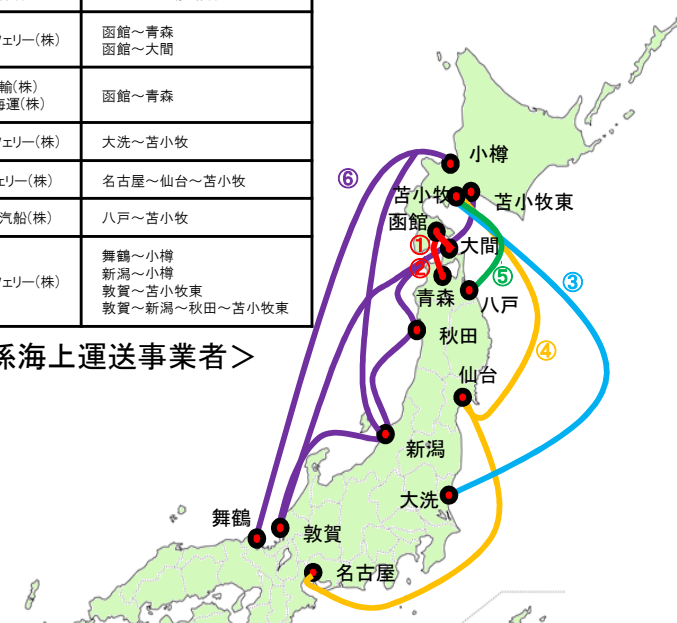 ェリー(株)
函館～青森
函館～大間
輸(株)
海運(株)
函館～青森
ェリー(株)
大洗～苫小牧
ェリー(株)
名古屋～仙台～苫小牧
汽船(株)
八戸～苫小牧
ェリー(株)
舞鶴～小樽
新潟～小樽
敦賀～苫小牧東
敦賀～新潟～秋田～苫小牧東
係海上運送事業者＞
小樽
⑥
苫小牧
苫小牧東
函館
①
大間
②
⑤
③
青森
八戸
秋田
④
仙台
新潟
大洗
舞鶴
敦賀
名古屋